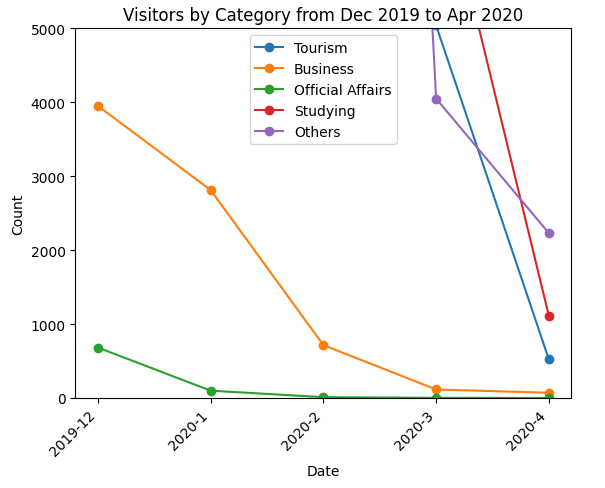 Visitors by Category from Dec 2019 to Apr 2020
Tourism
Business
Official Affairs
Studying
Others
5000
4000
3000
2000
1000
0
Count
2019-12
2020-1
2020-2
2020-3
2020-4
Date